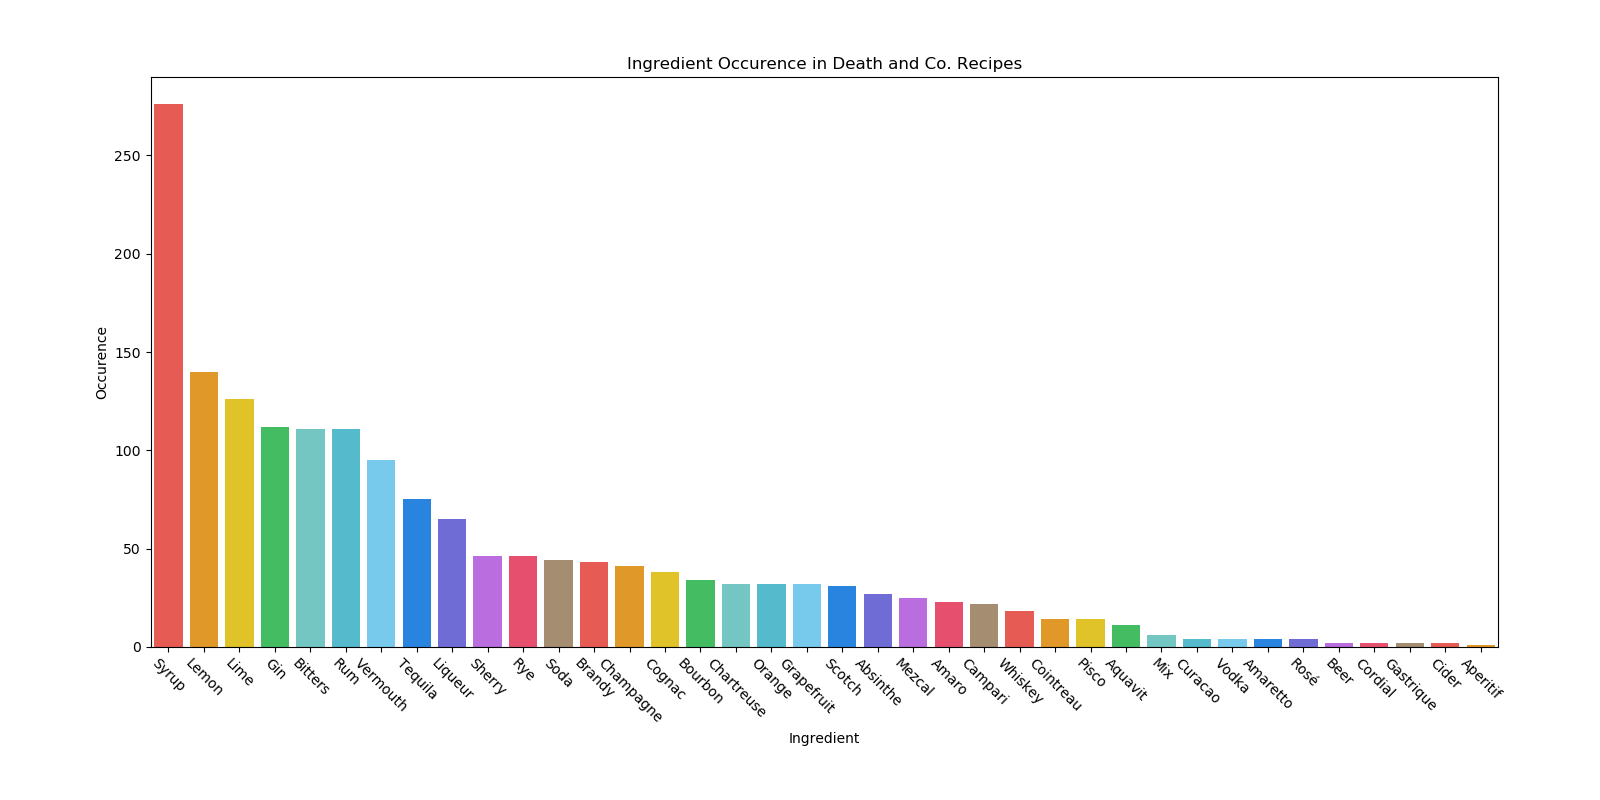 Ingredient Occurence in Death and Co. Recipes
Occurence
250
200
150
100
50
0
Syrup
Lemon
Lime
Gin
Bitters
Rum
Vermouth
Tequila
Liqueur
Sherry
Rye
Soda
Brandy
Champagne
Cognac
Bourbon
Chartreuse
Orange
Grapefruit
Scotch
Absinthe
Mezcal
Amaro
Campari
Whiskey
Cointreau
Pisco
Aquavit
Mix
Curacao
Vodka
Amaretto
Rosé
Beer
Cordial
Gastrique
Cider
Aperitif
Ingredient